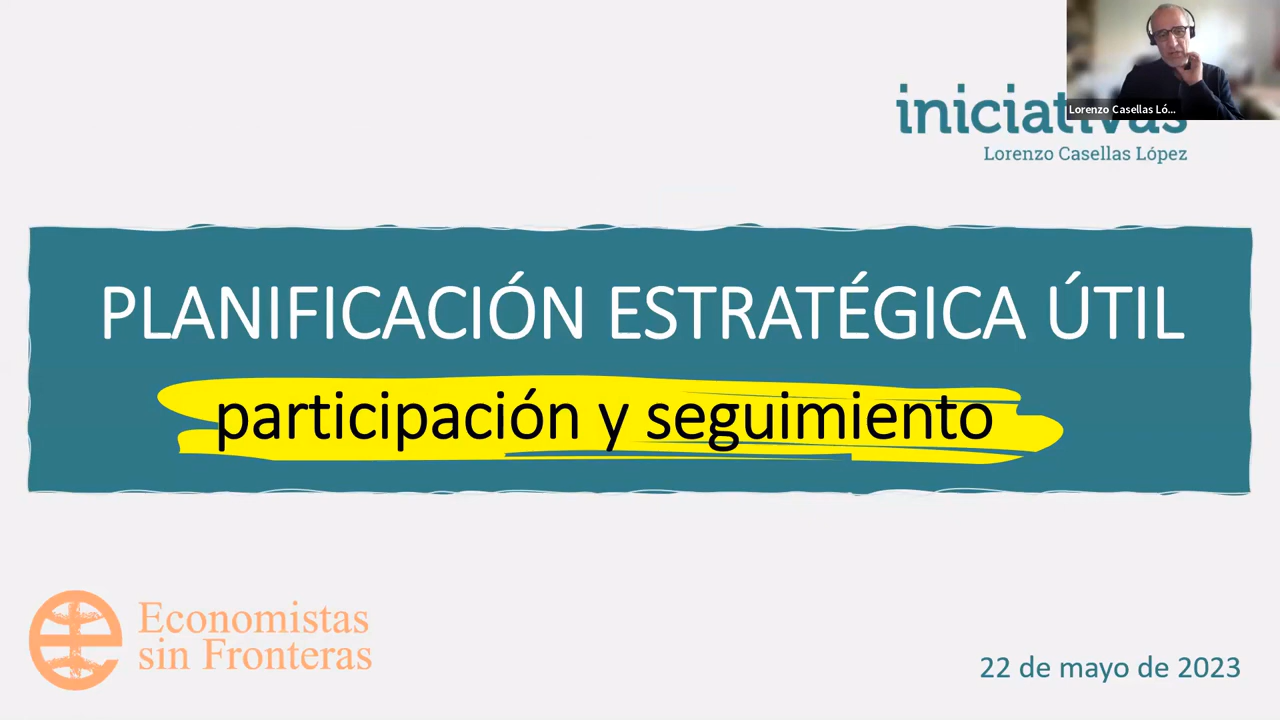 iniciativas
Lorenzo Casellas Ló...
Lorenzo Casellas López
PLANIFICACIÓN ESTRATÉGICA ÚTIL
participación y seguimiento
Economistas
sin Fronteras
22 de mayo de 2023